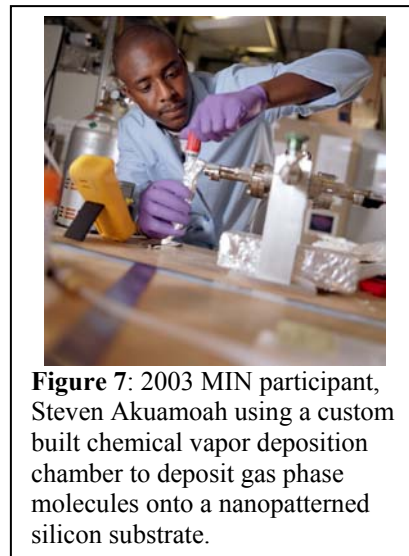 Figure 7: 2003 MIN participant,
Steven Akuamoah using a custom
built chemical vapor deposition
chamber to deposit gas phase
molecules onto a nanopatterned
silicon substrate.